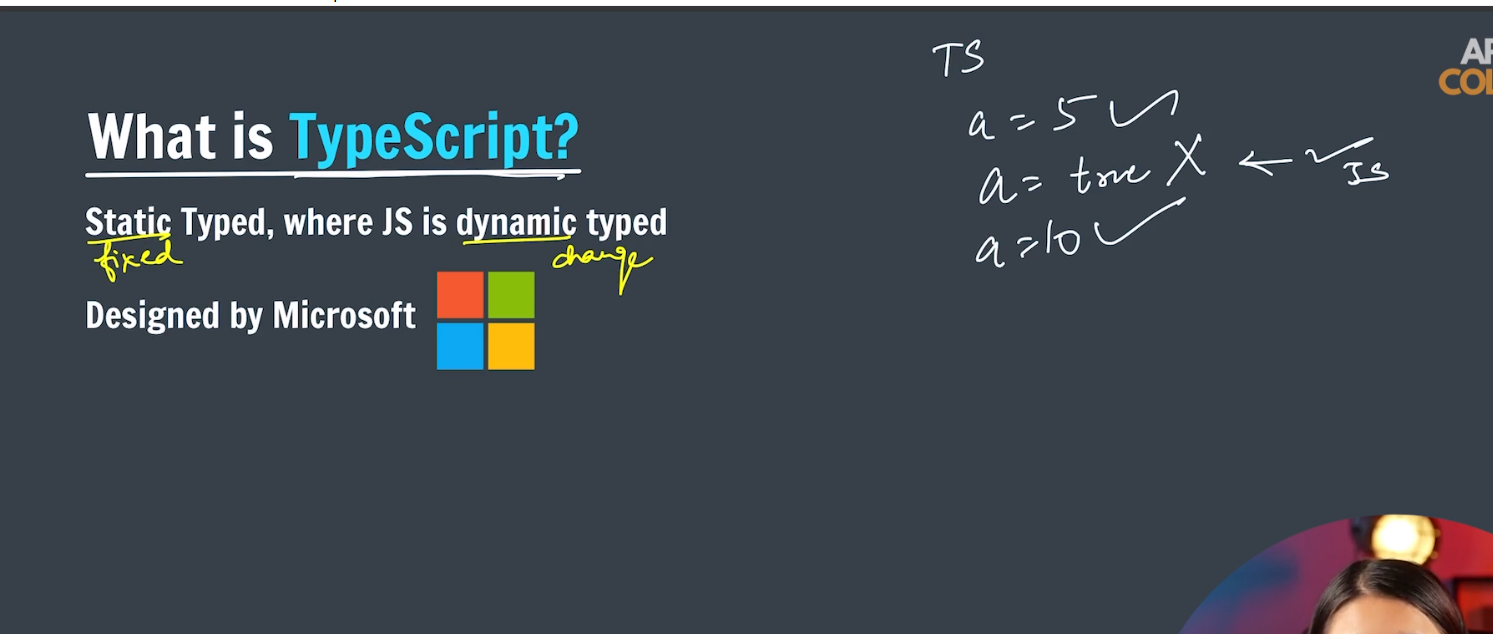 What is TypeScript?
Static Typed, where JS is dynamic typed
fixed change
Designed by Microsoft
TS
a = 5
a = true X ← JS
a = 10
AP
COL